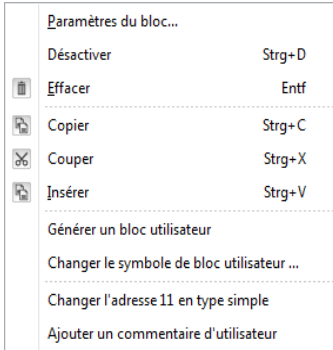 Paramètres du bloc...
Désactiver Strg+D
Effacer Entf
Copier Strg+C
Couper Strg+X
Insérer Strg+V
Générer un bloc utilisateur
Changer le symbole de bloc utilisateur ...
Changer l'adresse 11 en type simple
Ajouter un commentaire d'utilisateur